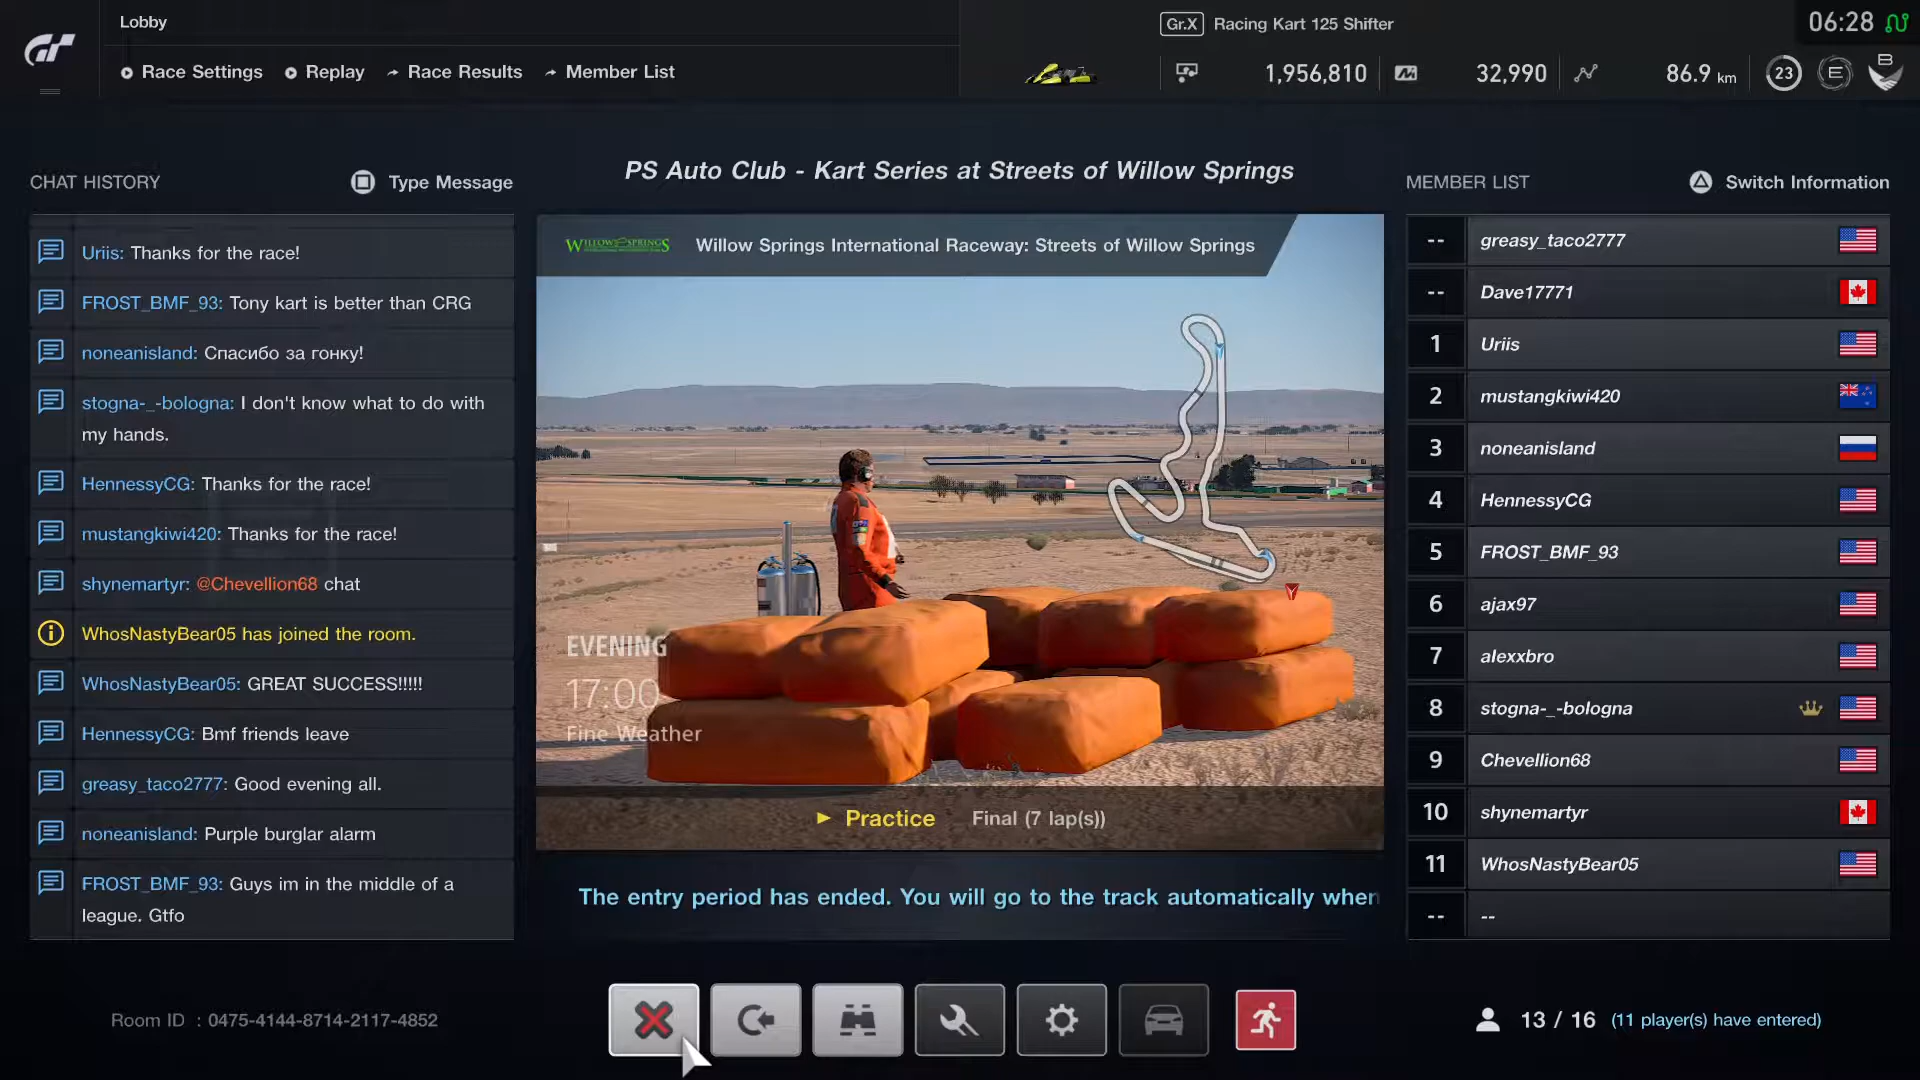 Lobby
Race Settings
Replay
Race Results
Member List
Gr.X
Racing Kart 125 Shifter
06:28
1,956,810
32,990
86.9 km
23
E
B
CHAT HISTORY
Type Message
Uriis: Thanks for the race!
FROST_BMF_93: Tony kart is better than CRG
noneanisland: Спасибо за гонку!
stogna-_-bologna: I don't know what to do with
my hands.
HennessyCG: Thanks for the race!
mustangkiwi420: Thanks for the race!
shynemartyr: @Chevellion68 chat
WhosNastyBear05 has joined the room.
WhosNastyBear05: GREAT SUCCESS!!!!!
HennessyCG: Bmf friends leave
greasy_taco2777: Good evening all.
noneanisland: Purple burglar alarm
FROST_BMF_93: Guys im in the middle of a
league. Gtfo
PS Auto Club - Kart Series at Streets of Willow Springs
WILLOW SPRINGS
Willow Springs International Raceway: Streets of Willow Springs
EVENING
17:00
Fine Weather
Practice
Final (7 lap(s))
The entry period has ended. You will go to the track automatically when
MEMBER LIST
Switch Information
-- greasy_taco2777
-- Dave17771
1 Uriis
2 mustangkiwi420
3 noneanisland
4 HennessyCG
5 FROST_BMF_93
6 ajax97
7 alexxbro
8 stogna-_-bologna
9 Chevellion68
10 shynemartyr
11 WhosNastyBear05
-- --
Room ID : 0475-4144-8714-2117-4852
13 / 16 (11 player(s) have entered)